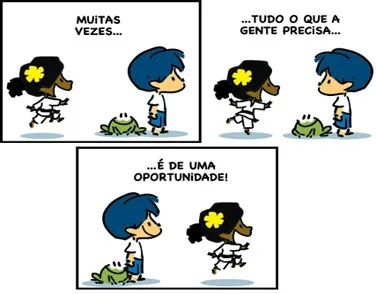 MUITAS
VEZES...
...TUDO O QUE A
GENTE PRECISA...
...É DE UMA
OPORTUNIDADE!